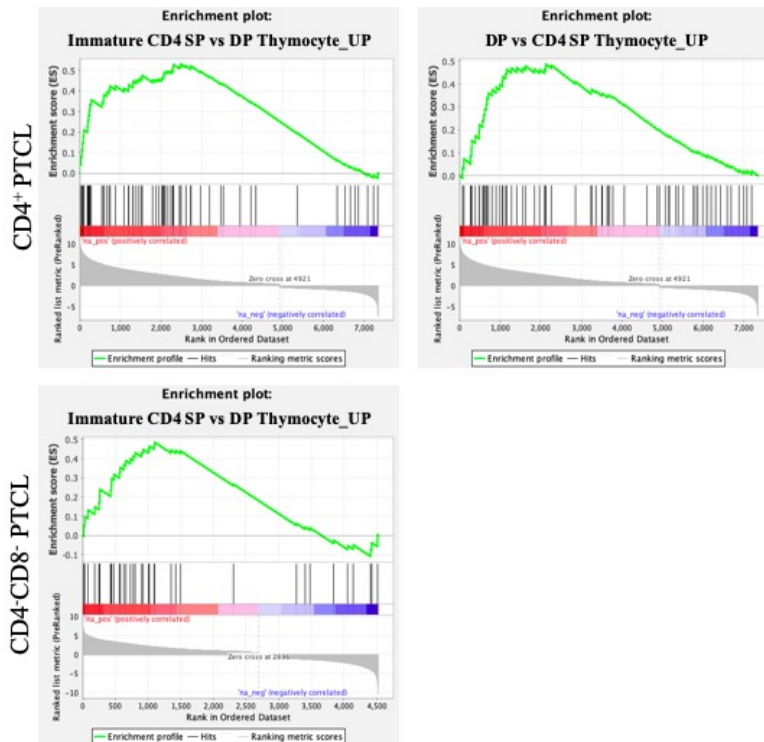 CD4+ PTCL
Enrichment plot:
Immature CD4 SP vs DP Thymocyte_UP
Enrichment score (ES)
0.5
0.4
0.3
0.2
0.1
0.0
'na_pos' (positively correlated)
Ranked list metric (PreRanked)
10
5
0
-5
Zero cross at 4921
'na_neg' (negatively correlated)
0 1,000 2,000 3,000 4,000 5,000 6,000 7,000
Rank in Ordered Dataset
Enrichment profile Hits Ranking metric scores
Enrichment plot:
DP vs CD4 SP Thymocyte_UP
Enrichment score (ES)
0.5
0.4
0.3
0.2
0.1
0.0
'na_pos' (positively correlated)
Ranked list metric (PreRanked)
10
5
0
-5
Zero cross at 4921
'na_neg' (negatively correlated)
0 1,000 2,000 3,000 4,000 5,000 6,000 7,000
Rank in Ordered Dataset
Enrichment profile Hits Ranking metric scores
CD4-CD8- PTCL
Enrichment plot:
Immature CD4 SP vs DP Thymocyte_UP
Enrichment score (ES)
0.5
0.4
0.3
0.2
0.1
0.0
-0.1
'na_pos' (positively correlated)
Ranked list metric (PreRanked)
10
5
0
-5
-10
Zero cross at
'na_neg' (negatively correlated)
0 500 1,000 1,500 2,000 2,500 3,000 3,500 4,000 4,500
Rank in Ordered Dataset
Enrichment profile Hits Ranking metric scores